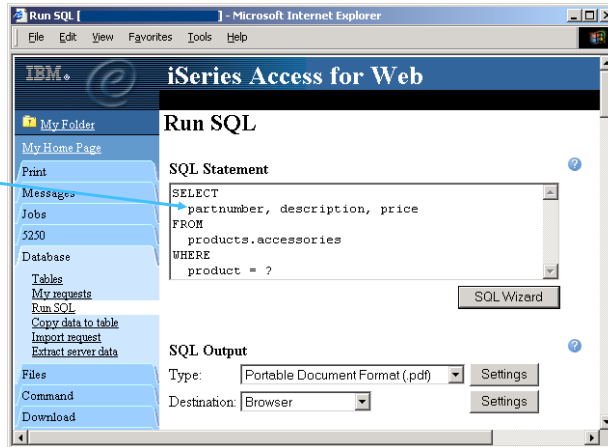 Run SQL [ ] - Microsoft Internet Explorer
File Edit View Favorites Tools Help
IBM.
iSeries Access for Web
My Folder
My Home Page
Print
Messages
Jobs
5250
Database
Tables
My requests
Run SQL
Copy data to table
Import request
Extract server data
Files
Command
Download
Run SQL
SQL Statement
?
SELECT
partnumber, description, price
FROM
products.accessories
WHERE
product = ?
SQL Wizard
SQL Output
?
Type: Portable Document Format (.pdf) Settings
Destination: Browser Settings